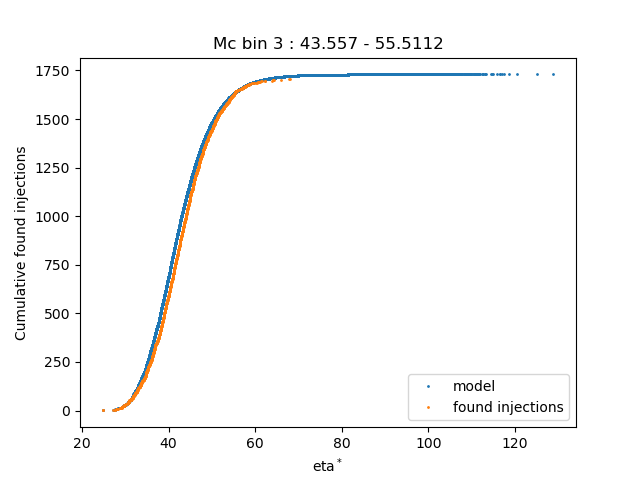 Mc bin 3 : 43.557 - 55.5112
Cumulative found injections
1750
1500
1250
1000
750
500
250
0
20 40 60 80 100 120
eta*
model
found injections